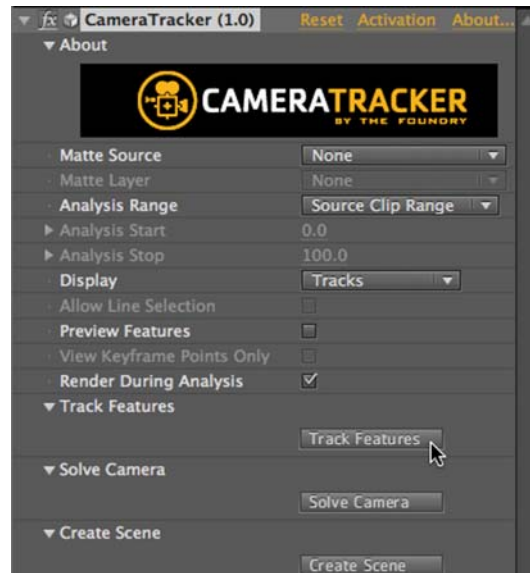 fx CameraTracker (1.0) Reset Activation About...
About
CAMERATRACKER
BY THE FOUNDRY
Matte Source None
Matte Layer None
Analysis Range Source Clip Range
Analysis Start 0.0
Analysis Stop 100.0
Display Tracks
Allow Line Selection
Preview Features
View Keyframe Points Only
Render During Analysis
Track Features
Track Features
Solve Camera
Solve Camera
Create Scene
Create Scene